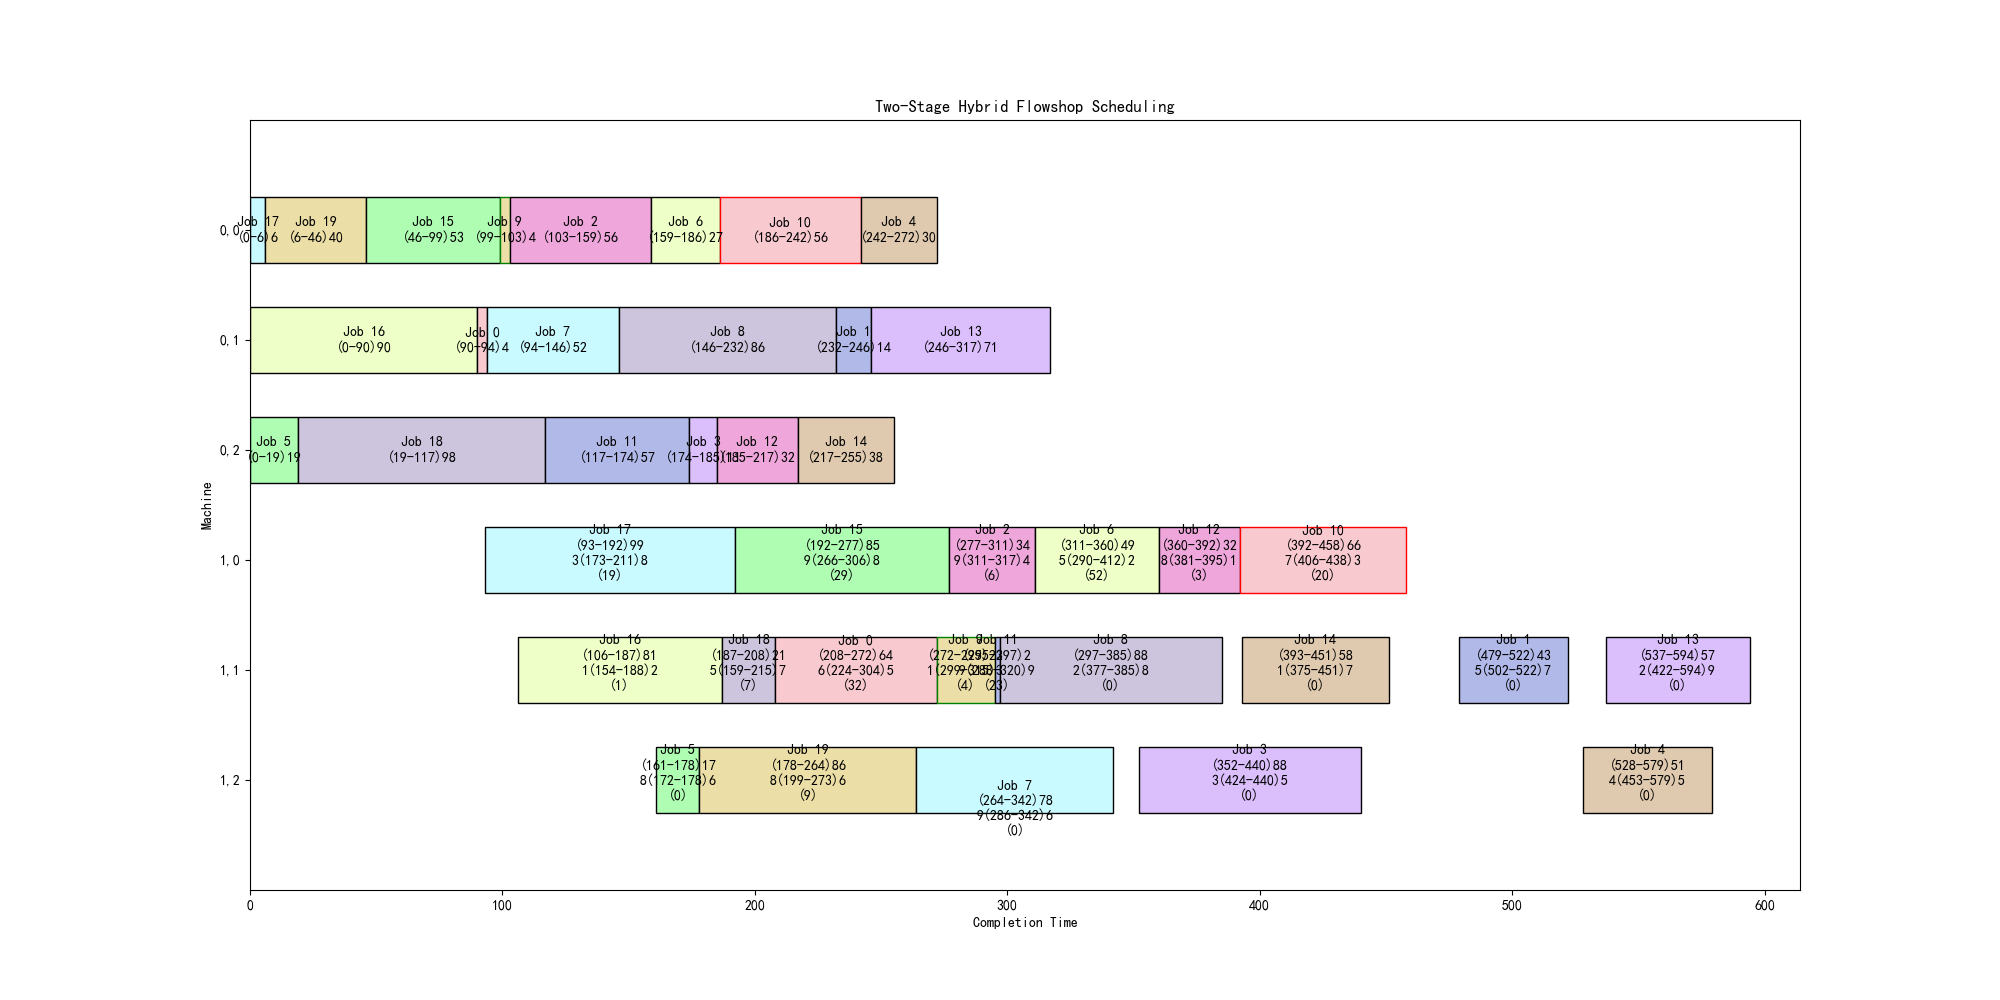 Two-Stage Hybrid Flowshop Scheduling
Machine
0,0
Job 17
(0-6)6
Job 19
(6-46)40
Job 15
(46-99)53
Job 9
(99-103)4
Job 2
(103-159)56
Job 6
(159-186)27
Job 10
(186-242)56
Job 4
(242-272)30
0,1
Job 16
(0-90)90
Job 0
(90-94)4
Job 7
(94-146)52
Job 8
(146-232)86
Job 1
(232-246)14
Job 13
(246-317)71
0,2
Job 5
(0-19)19
Job 18
(19-117)98
Job 11
(117-174)57
Job 3
(174-185)11
Job 12
(185-217)32
Job 14
(217-255)38
1,0
Job 17
(93-192)99
3(173-211)8
(19)
Job 15
(192-277)85
9(266-306)8
(29)
Job 2
(277-311)34
9(311-317)4
(6)
Job 6
(311-360)49
5(290-412)2
(52)
Job 12
(360-392)32
8(381-395)1
(3)
Job 10
(392-458)66
7(406-438)3
(20)
1,1
Job 16
(106-187)81
1(154-188)2
(1)
Job 18
(187-208)21
5(159-215)7
(7)
Job 0
(208-272)64
6(224-304)5
(32)
Job 9
(4)
Job 11
(295-297)2
(23)
Job 8
(297-385)88
2(377-385)8
(0)
Job 14
(393-451)58
1(375-451)7
(0)
Job 1
(479-522)43
5(502-522)7
(0)
Job 13
(537-594)57
2(422-594)9
(0)
1,2
Job 5
(161-178)17
8(172-178)6
(0)
Job 19
(178-264)86
8(199-273)6
(9)
Job 7
(264-342)78
9(286-342)6
(0)
Job 3
(352-440)88
3(424-440)5
(0)
Job 4
(528-579)51
4(453-579)5
(0)
0
100
200
300
400
500
600
Completion Time